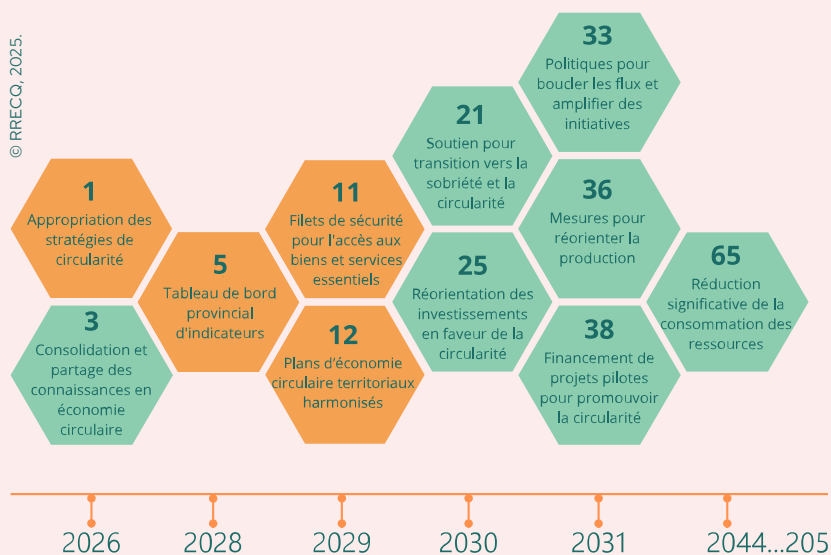 © RRECQ, 2025.
1
Appropriation des
stratégies de
circularité
3
Consolidation et
partage des
connaissances en
économie
circulaire
5
Tableau de bord
provincial
d'indicateurs
11
Filets de sécurité
pour l'accès aux
biens et services
essentiels
12
Plans d'économie
circulaire territoriaux
harmonisés
21
Soutien pour
transition vers la
sobriété et la
circularité
25
Réorientation des
investissements
en faveur de la
circularité
33
Politiques pour
boucler les flux et
amplifier des
initiatives
36
Mesures pour
réorienter la
production
38
Financement de
projets pilotes
pour promouvoir
la circularité
65
Réduction
significative de la
consommation des
ressources
2026
2028
2029
2030
2031
2044...205